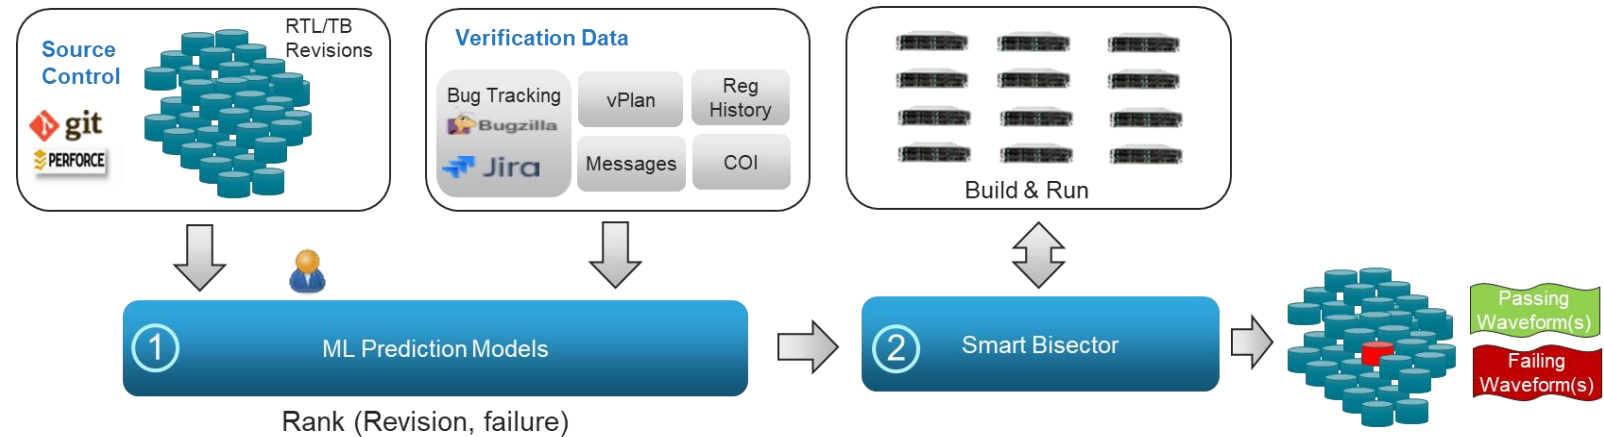 Source
Control
RTL/TB
Revisions
git
PERFORCE
Verification Data
Bug Tracking
Bugzilla
Jira
vPlan
Reg
History
Messages
COI
Build & Run
1
ML Prediction Models
Rank (Revision, failure)
2
Smart Bisector
Passing
Waveform(s)
Failing
Waveform(s)